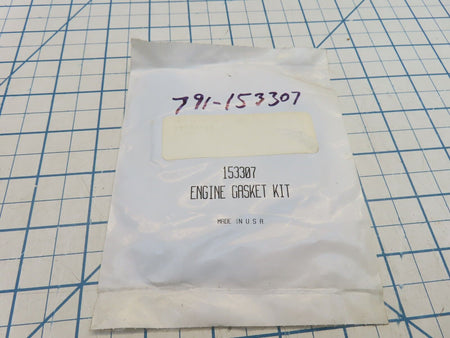 791-153307
153307
ENGINE GASKET KIT
MADE IN U.S.A.